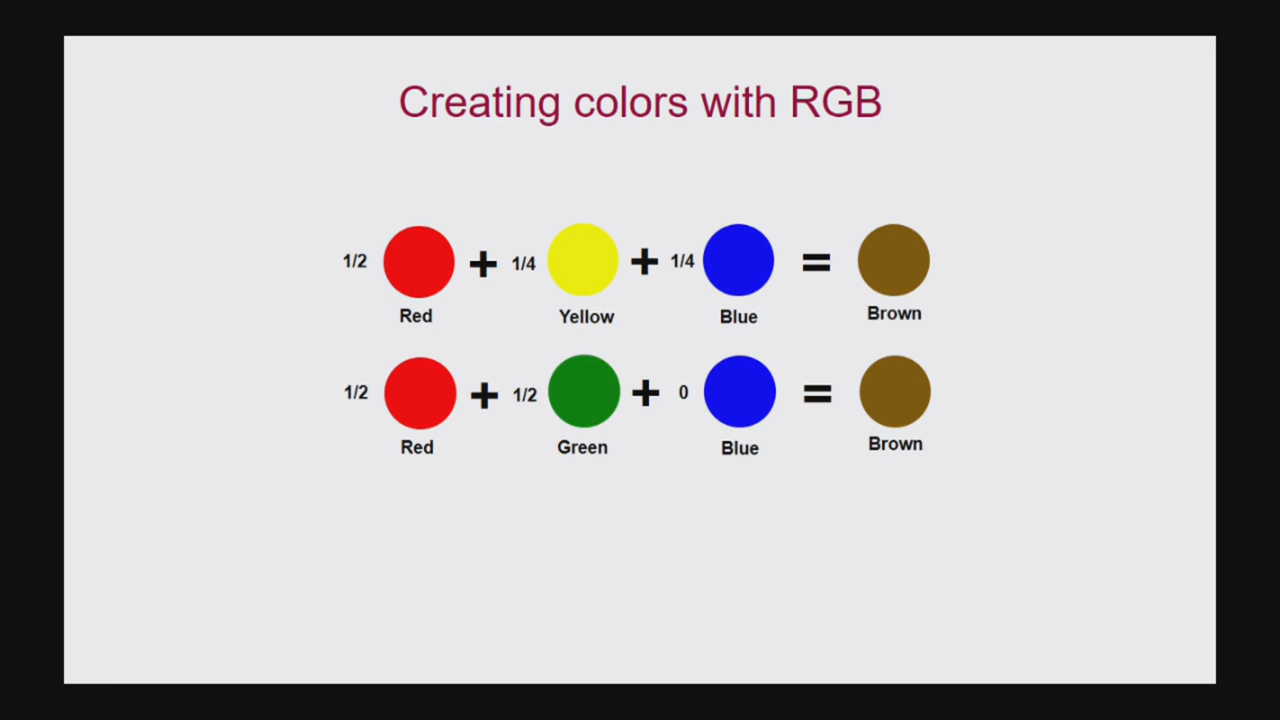 Creating colors with RGB
1/2 + 1/4 + 1/4 =
Red Yellow Blue Brown
1/2 + 1/2 + 0 =
Red Green Blue Brown